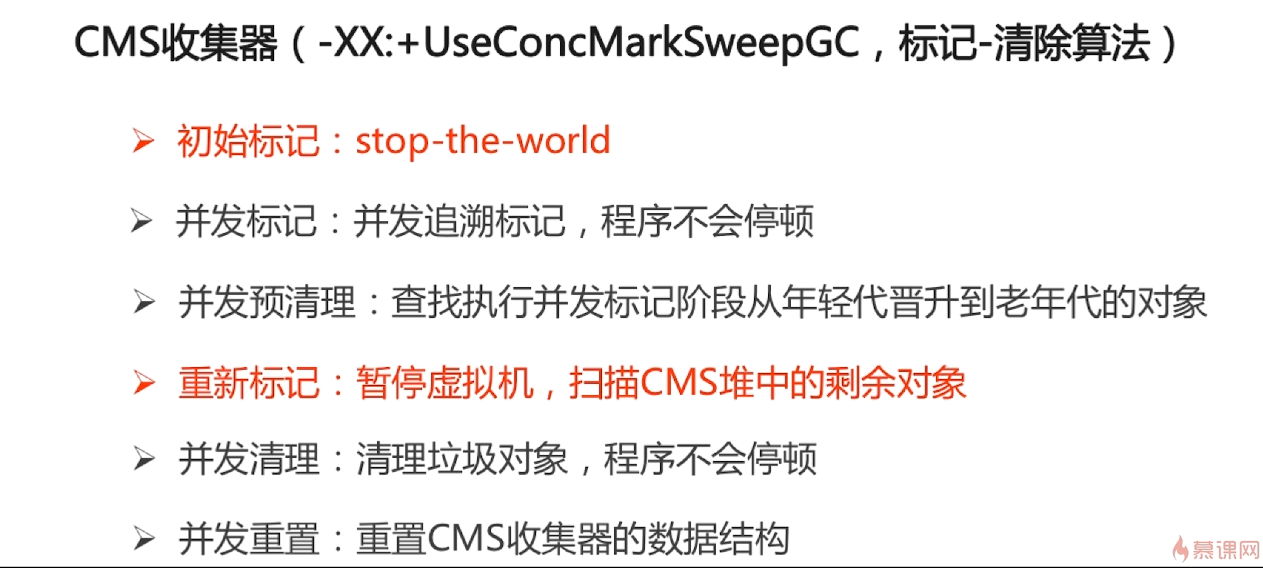 CMS收集器（-XX:+UseConcMarkSweepGC，标记-清除算法）
初始标记：stop-the-world
并发标记：并发追溯标记，程序不会停顿
并发预清理：查找执行并发标记阶段从年轻代晋升到老年代的对象
重新标记：暂停虚拟机，扫描CMS堆中的剩余对象
并发清理：清理垃圾对象，程序不会停顿
并发重置：重置CMS收集器的数据结构
慕课网